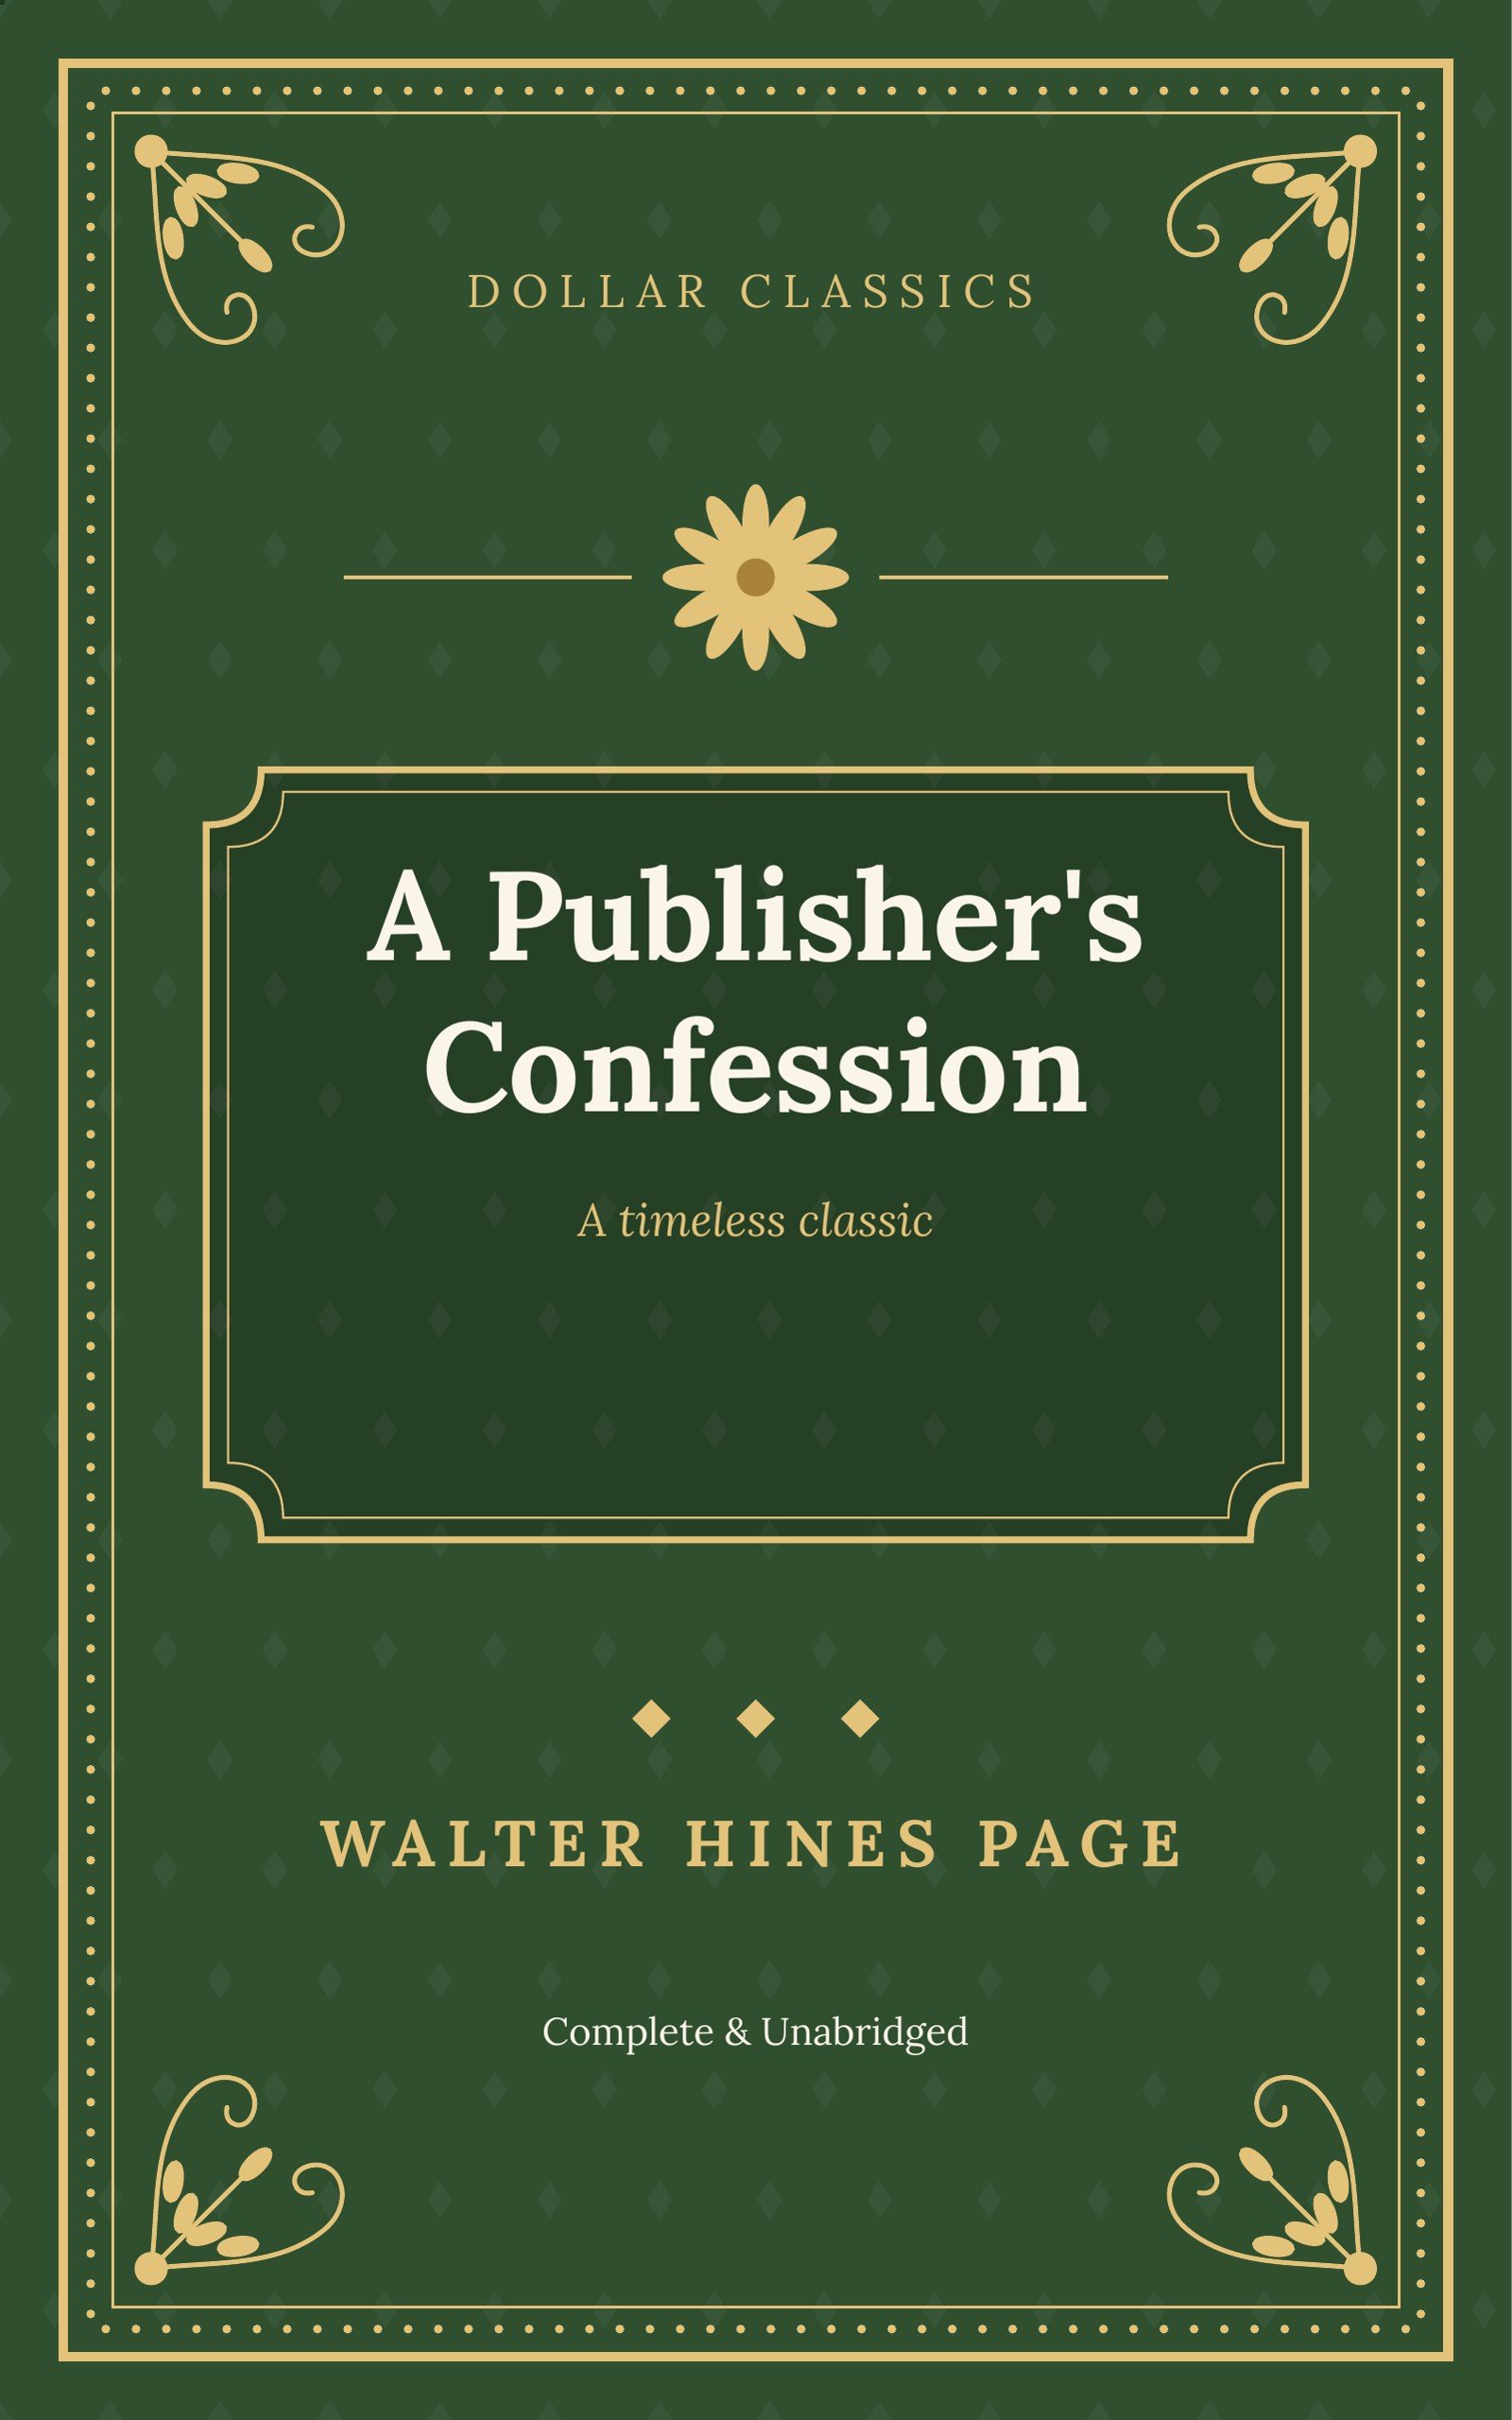 DOLLAR CLASSICS
A Publisher's
Confession
A timeless classic
WALTER HINES PAGE
Complete & Unabridged